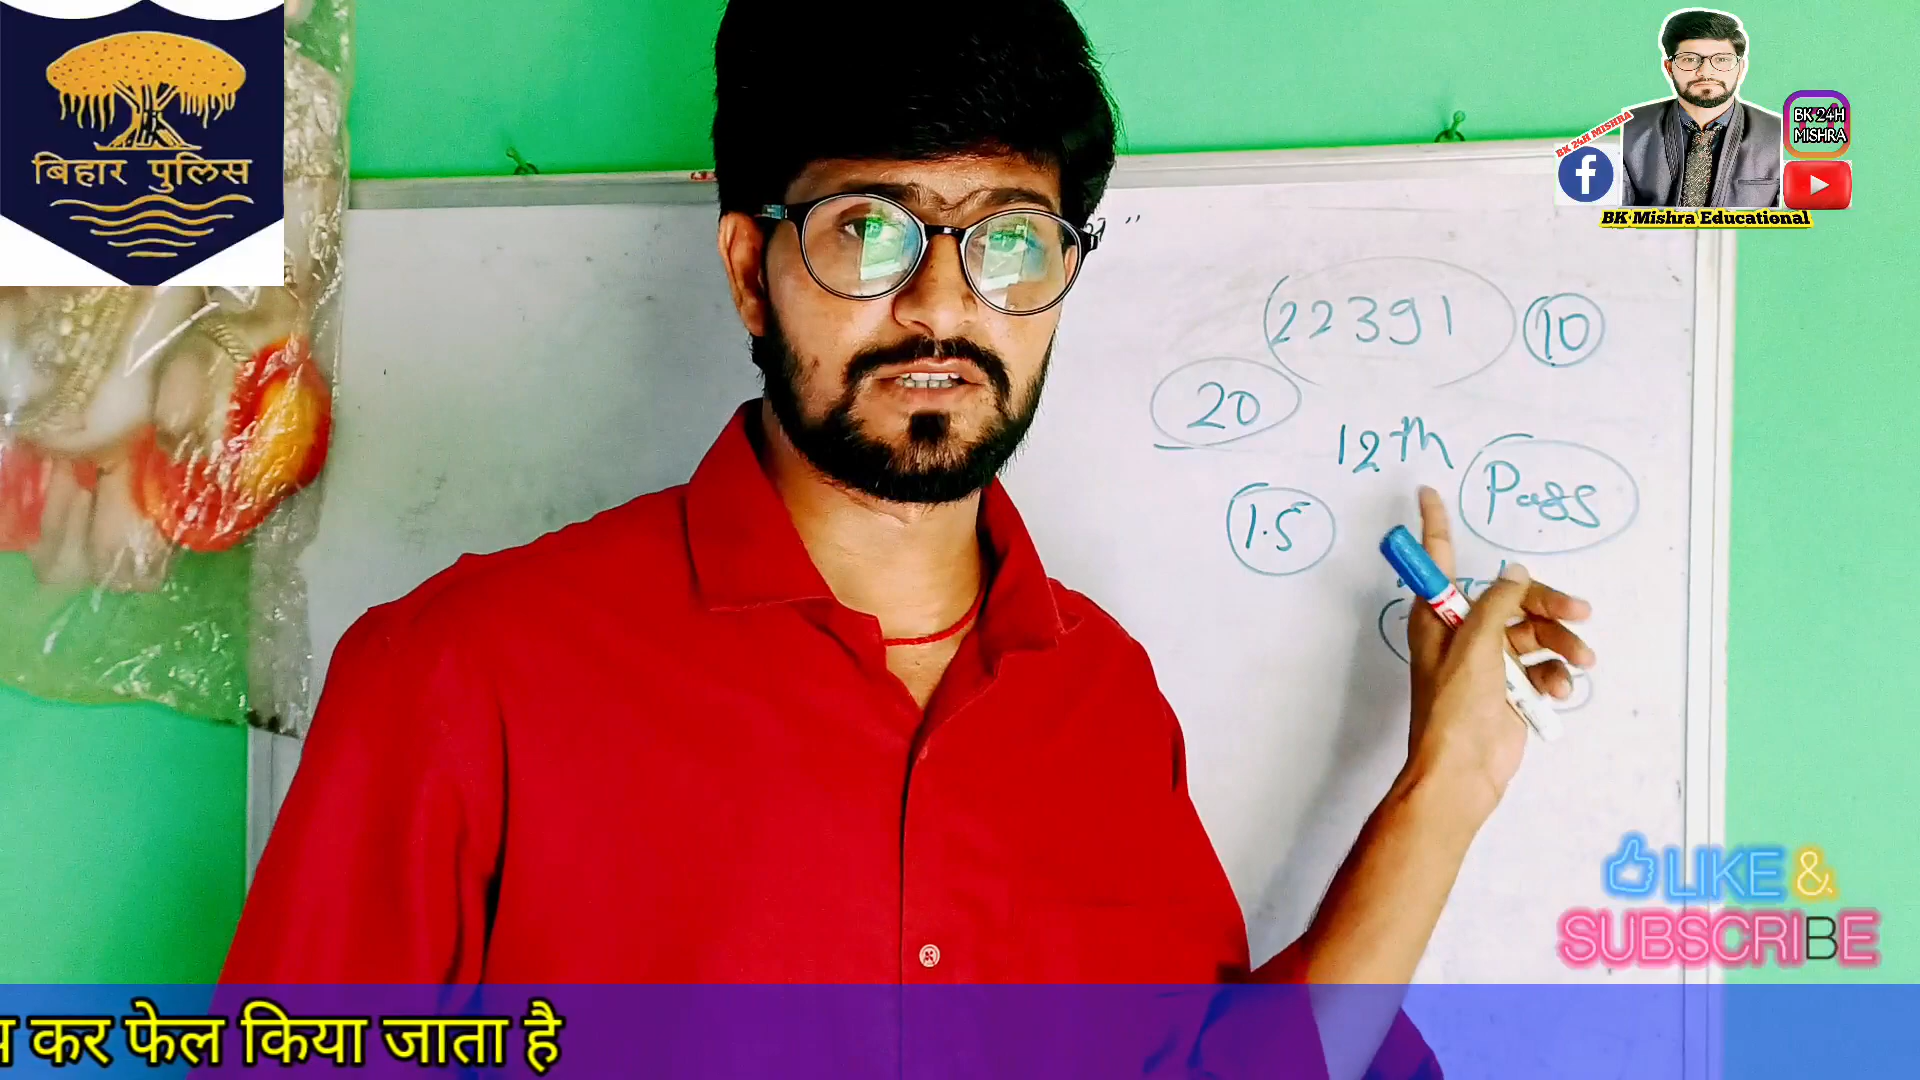 बिहार पुलिस
BK 24H MISHRA
BK 24H
MISHRA
BK Mishra Educational
22391
10
20
12th
Pass
1.5
LIKE &
SUBSCRIBE
कर फेल किया जाता है